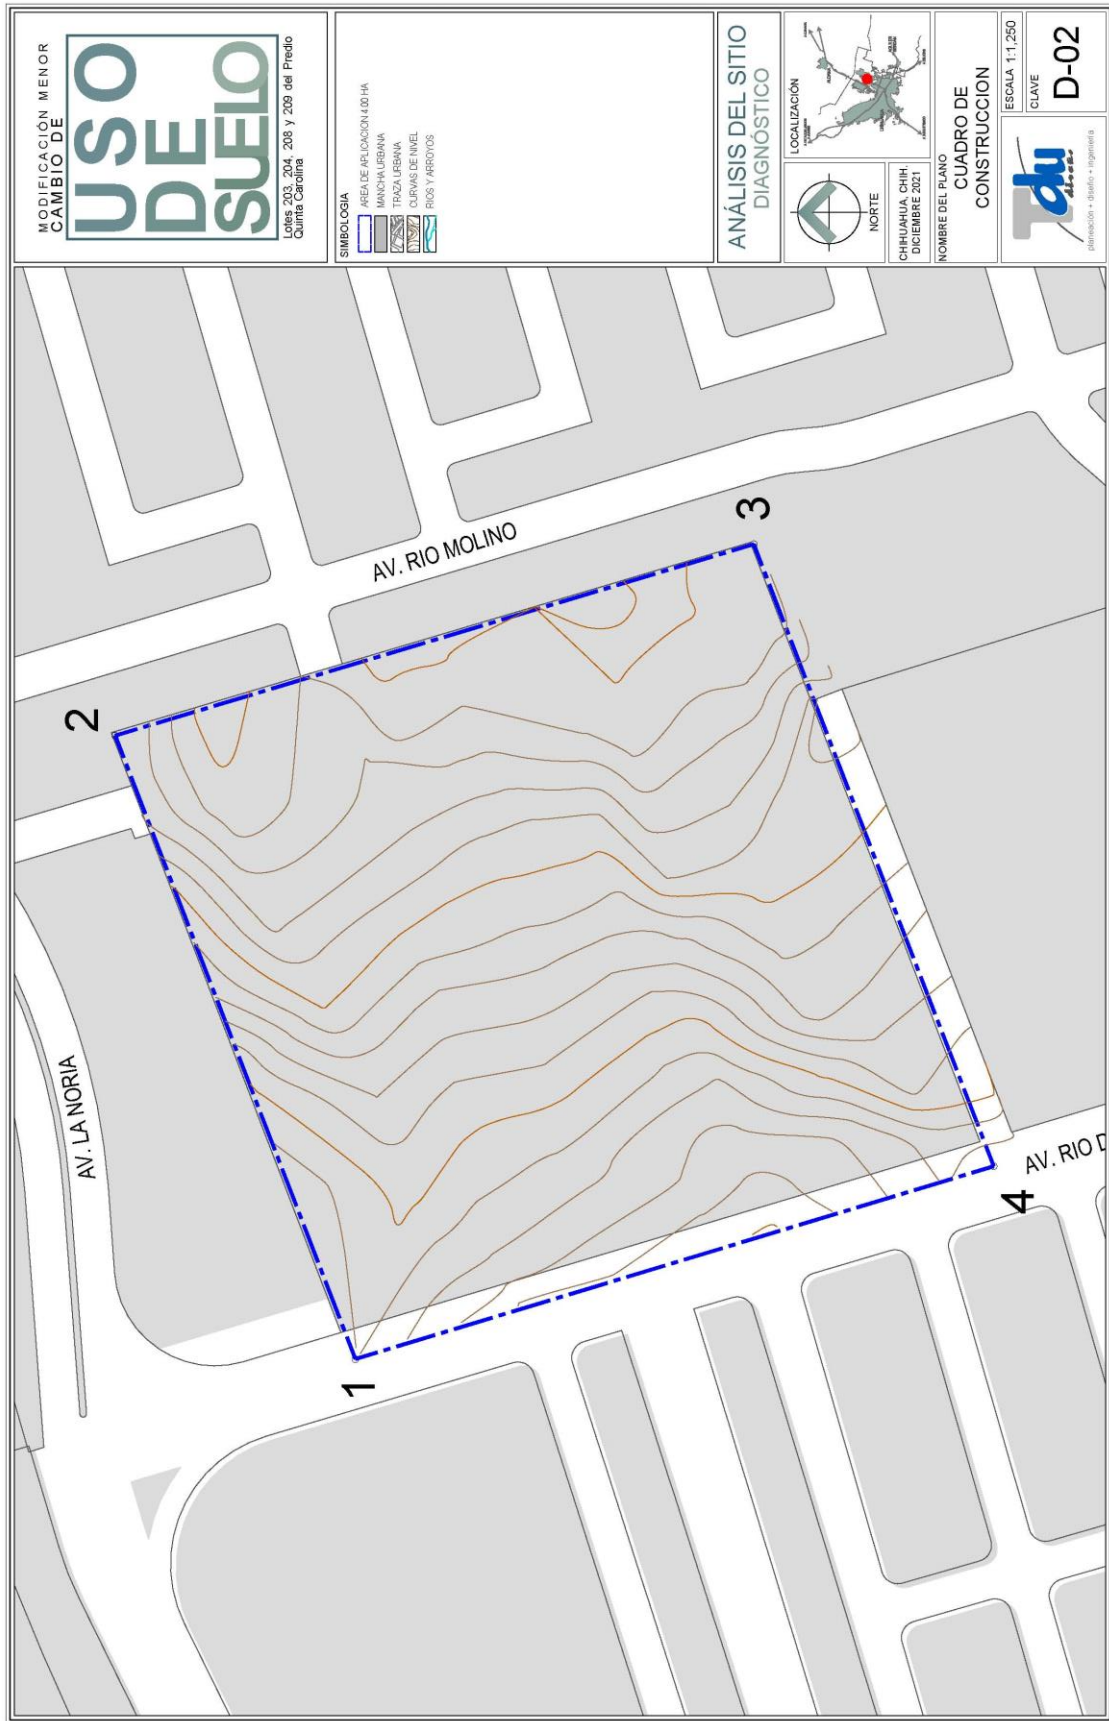 MODIFICACIÓN MENOR
CAMBIO DE
USO
DE
SUELO
Lotes 203, 204, 208 y 209 del Predio
Quinta Carolina
SIMBOLOGIA
AREA DE APLICACION 4.00 HA
MANCHA URBANA
TRAZA URBANA
CURVAS DE NIVEL
RIOS Y ARROYOS
ANÁLISIS DEL SITIO
DIAGNÓSTICO
LOCALIZACIÓN
NORTE
CHIHUAHUA, CHIH.
DICIEMBRE 2021
NOMBRE DEL PLANO
CUADRO DE
CONSTRUCCION
ESCALA 1:1,250
CLAVE
D-02
Tdu
planeación + diseño + ingeniería
AV. LA NORIA
AV. RIO MOLINO
AV. RIO D
1
2
3
4